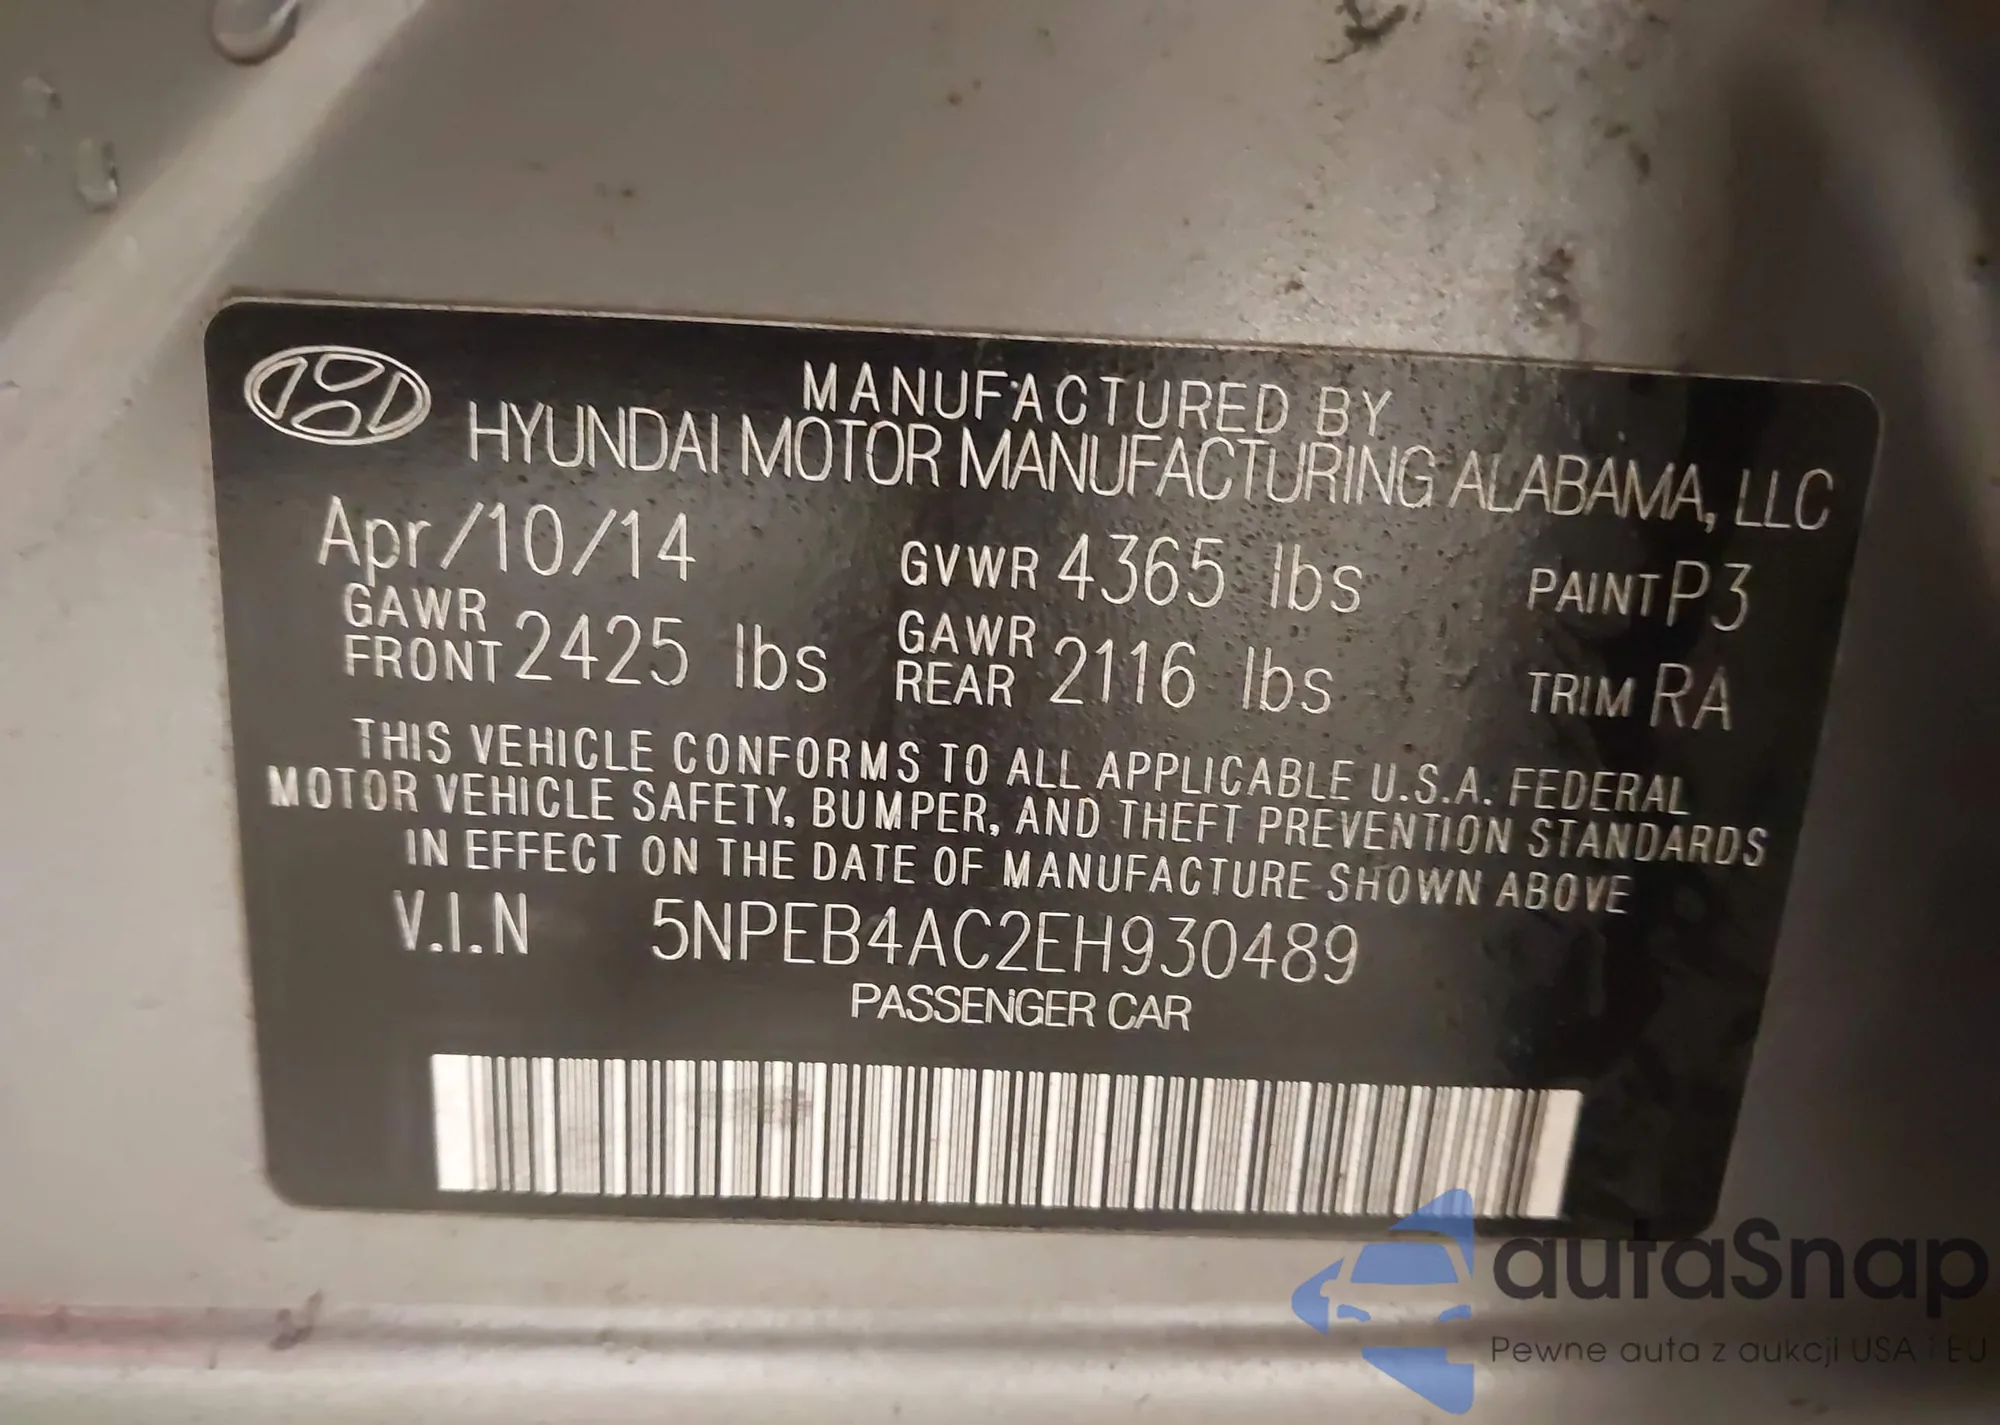 MANUFACTURED BY
HYUNDAI MOTOR MANUFACTURING ALABAMA, LLC
Apr/10/14 GVWR 4365 lbs PAINT P3
GAWR FRONT 2425 lbs GAWR REAR 2116 lbs TRIM RA
THIS VEHICLE CONFORMS TO ALL APPLICABLE U.S.A. FEDERAL
MOTOR VEHICLE SAFETY, BUMPER, AND THEFT PREVENTION STANDARDS
IN EFFECT ON THE DATE OF MANUFACTURE SHOWN ABOVE
V.I.N 5NPEB4AC2EH930489
PASSENGER CAR
autaSnap
Pewne auta z aukcji USA i EU